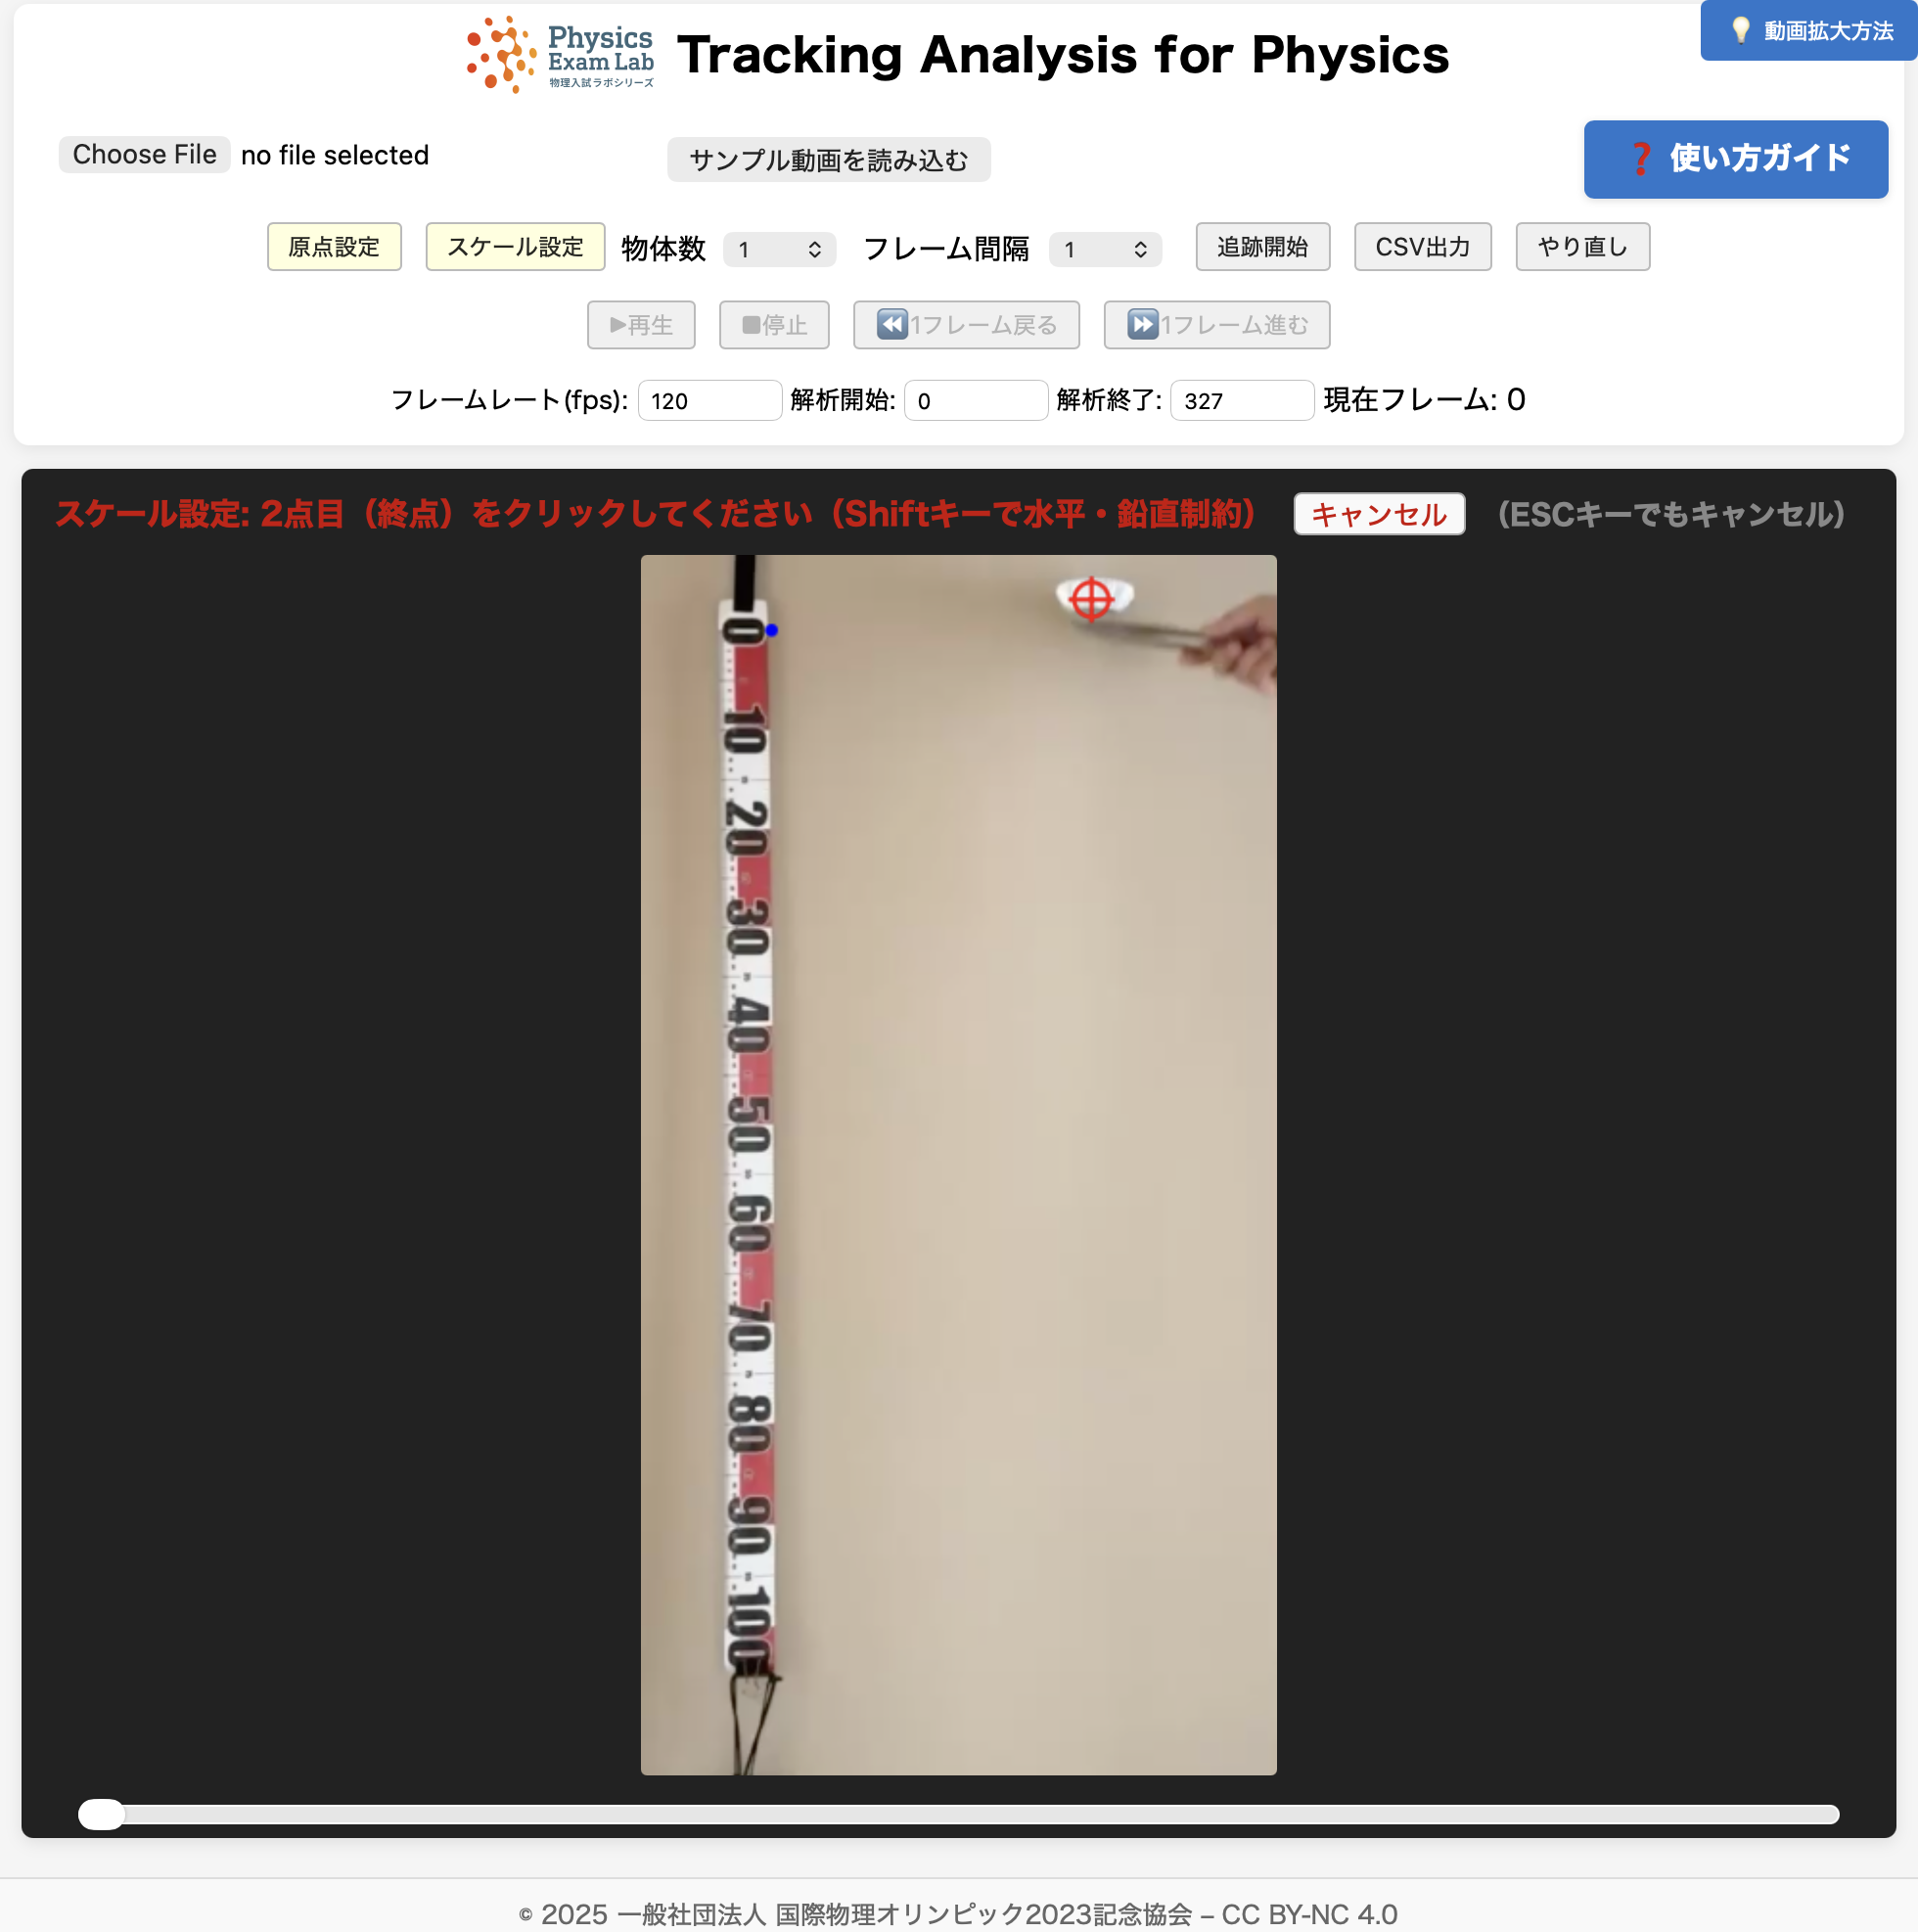 Physics
Exam Lab
物理入試ラボシリーズ
Tracking Analysis for Physics
💡 動画拡大方法
Choose File no file selected
サンプル動画を読み込む
❓ 使い方ガイド
原点設定 スケール設定 物体数 1 フレーム間隔 1 追跡開始 CSV出力 やり直し
▶再生 ■停止 ⏪1フレーム戻る ⏩1フレーム進む
フレームレート(fps): 120 解析開始: 0 解析終了: 327 現在フレーム: 0
スケール設定: 2点目（終点）をクリックしてください（Shiftキーで水平・鉛直制約） キャンセル （ESCキーでもキャンセル）
0
10
20
30
40
50
60
70
80
90
100
© 2025 一般社団法人 国際物理オリンピック2023記念協会 – CC BY-NC 4.0